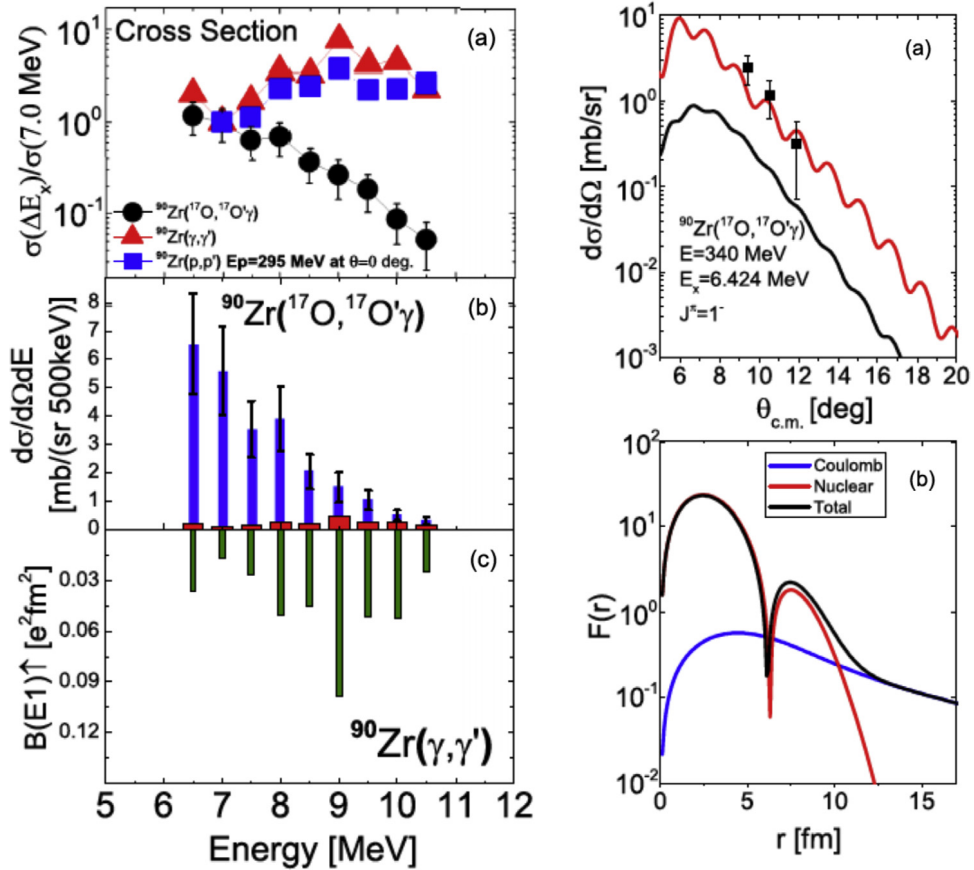 Cross Section
(a)
10¹
10⁰
10⁻¹
σ(ΔEₓ)/σ(7.0 MeV)
⁹⁰Zr(¹⁷O,¹⁷O'γ)
⁹⁰Zr(γ,γ')
⁹⁰Zr(p,p') Ep=295 MeV at θ=0 deg.
(b)
⁹⁰Zr(¹⁷O,¹⁷O'γ)
8
7
6
5
4
3
2
1
0
dσ/dΩdE
[mb/(sr 500keV)]
(c)
0.03
0.06
0.09
0.12
B(E1)↑ [e²fm²]
⁹⁰Zr(γ,γ')
5 6 7 8 9 10 11 12
Energy [MeV]
(a)
10¹
10⁰
10⁻¹
10⁻²
10⁻³
dσ/dΩ [mb/sr]
⁹⁰Zr(¹⁷O,¹⁷O'γ)
E=340 MeV
Eₓ=6.424 MeV
Jᵖ=1⁻
6 8 10 12 14 16 18 20
θc.m. [deg]
(b)
Coulomb
Nuclear
Total
10²
10¹
10⁰
10⁻¹
10⁻²
F(r)
0 5 10 15
r [fm]